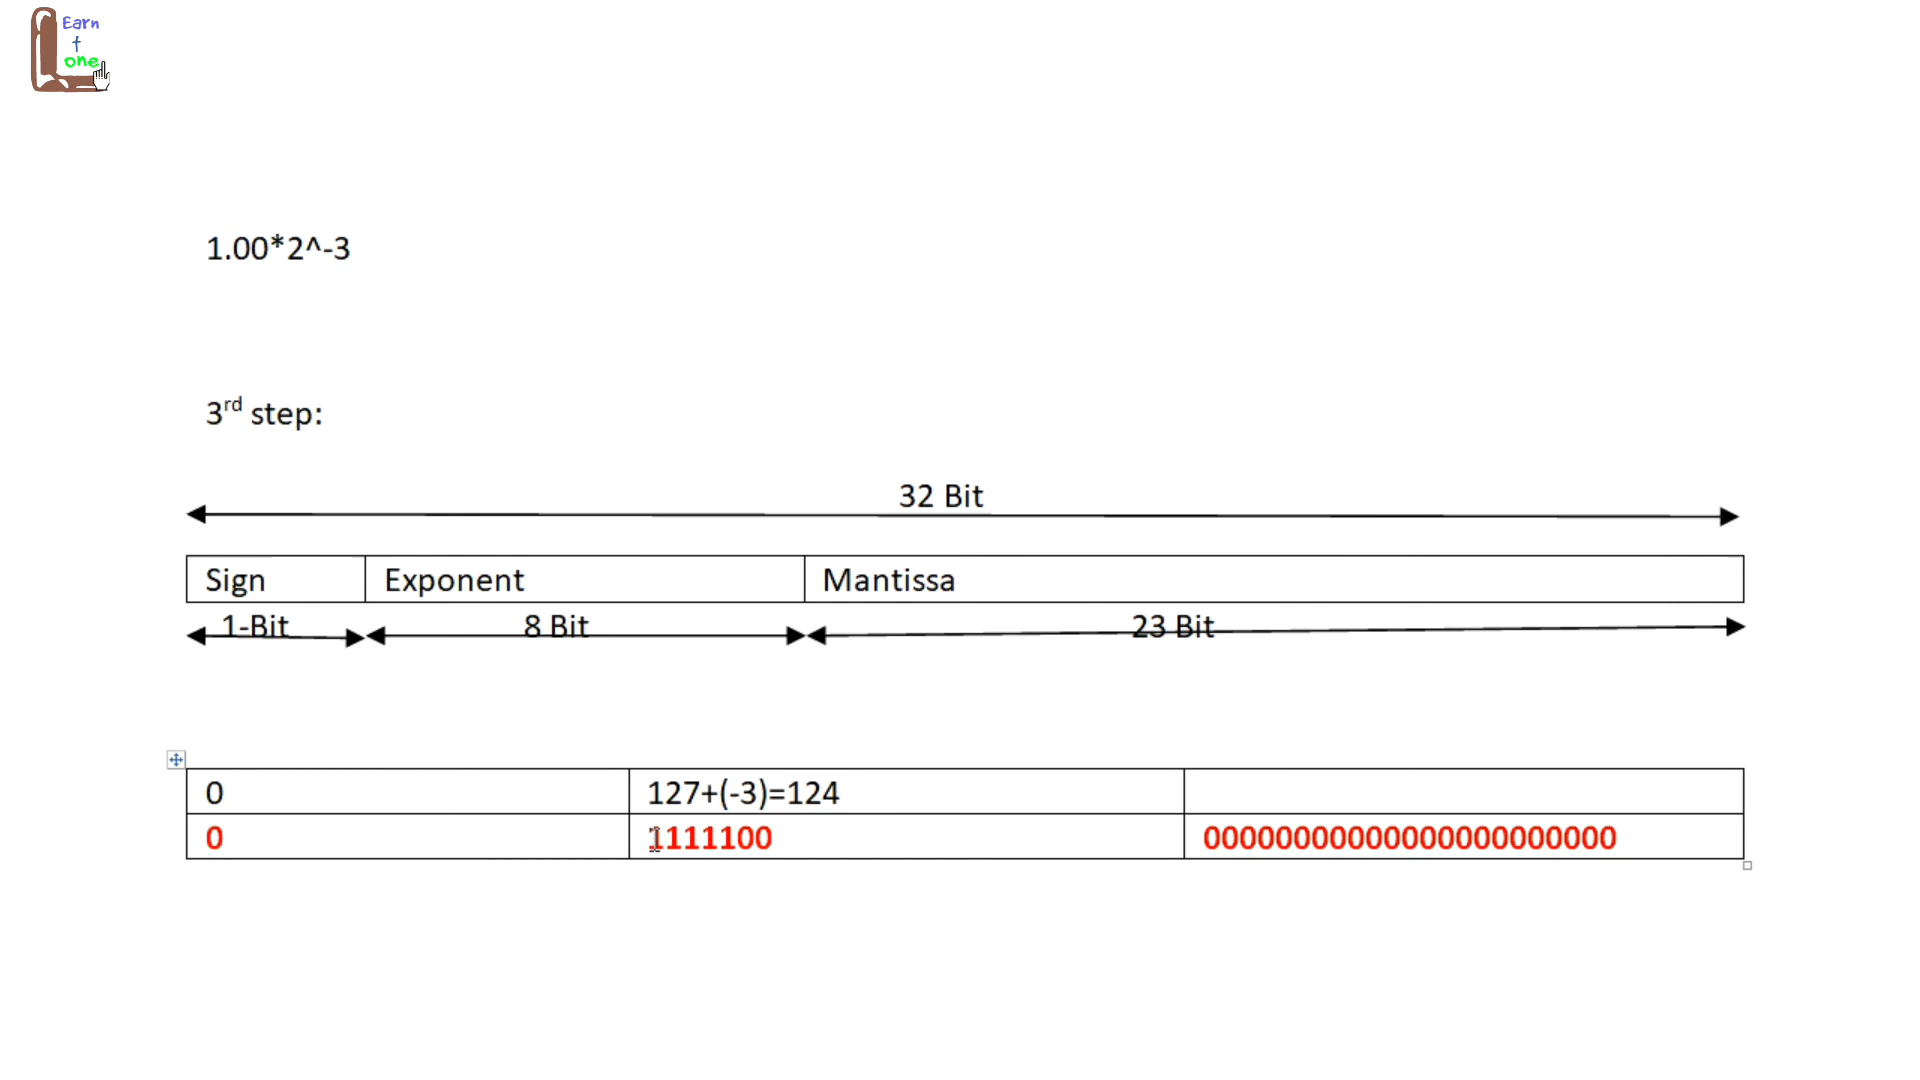 Earn
t
one
1.00*2^-3
3rd step:
32 Bit
Sign Exponent Mantissa
1-Bit 8 Bit 23 Bit
0 127+(-3)=124
0 1111100 00000000000000000000000